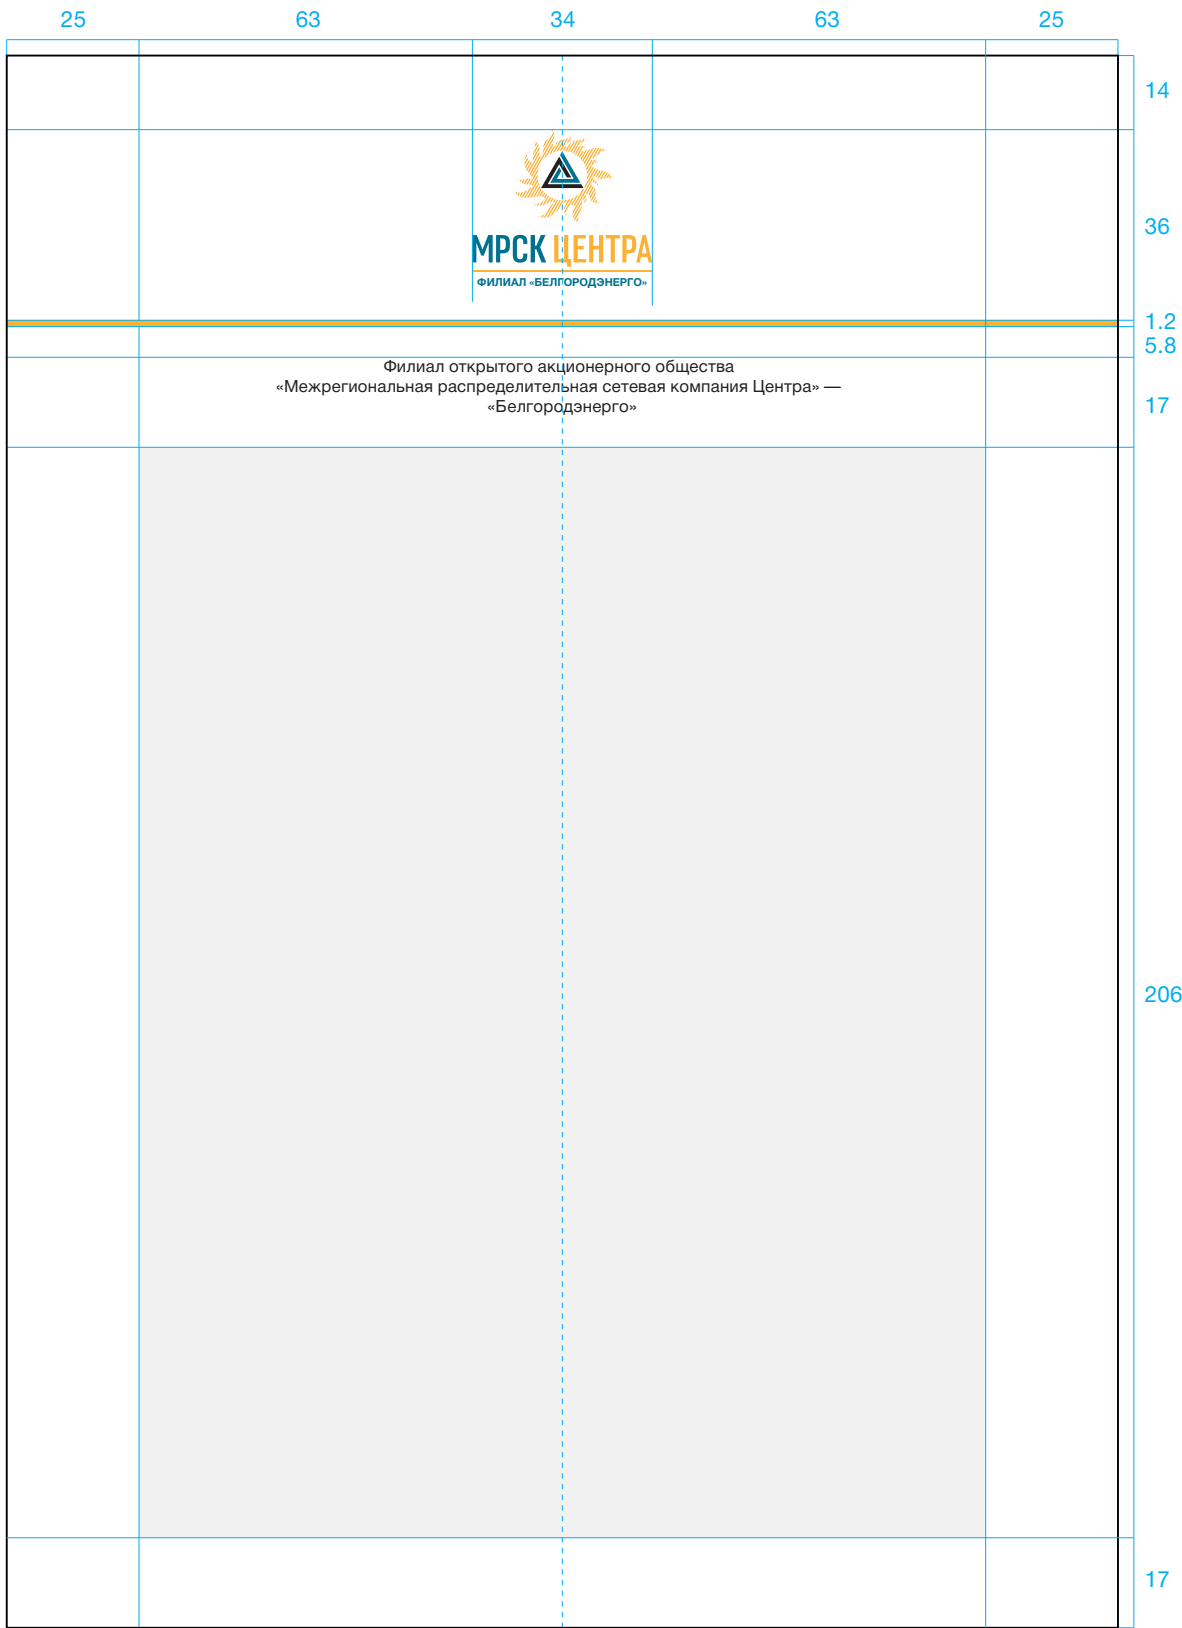 25 63 34 63 25
14
МРСК ЦЕНТРА
ФИЛИАЛ «БЕЛГОРОДЭНЕРГО»
36
1.2
5.8
Филиал открытого акционерного общества
«Межрегиональная распределительная сетевая компания Центра» —
«Белгородэнерго»
17
206
17